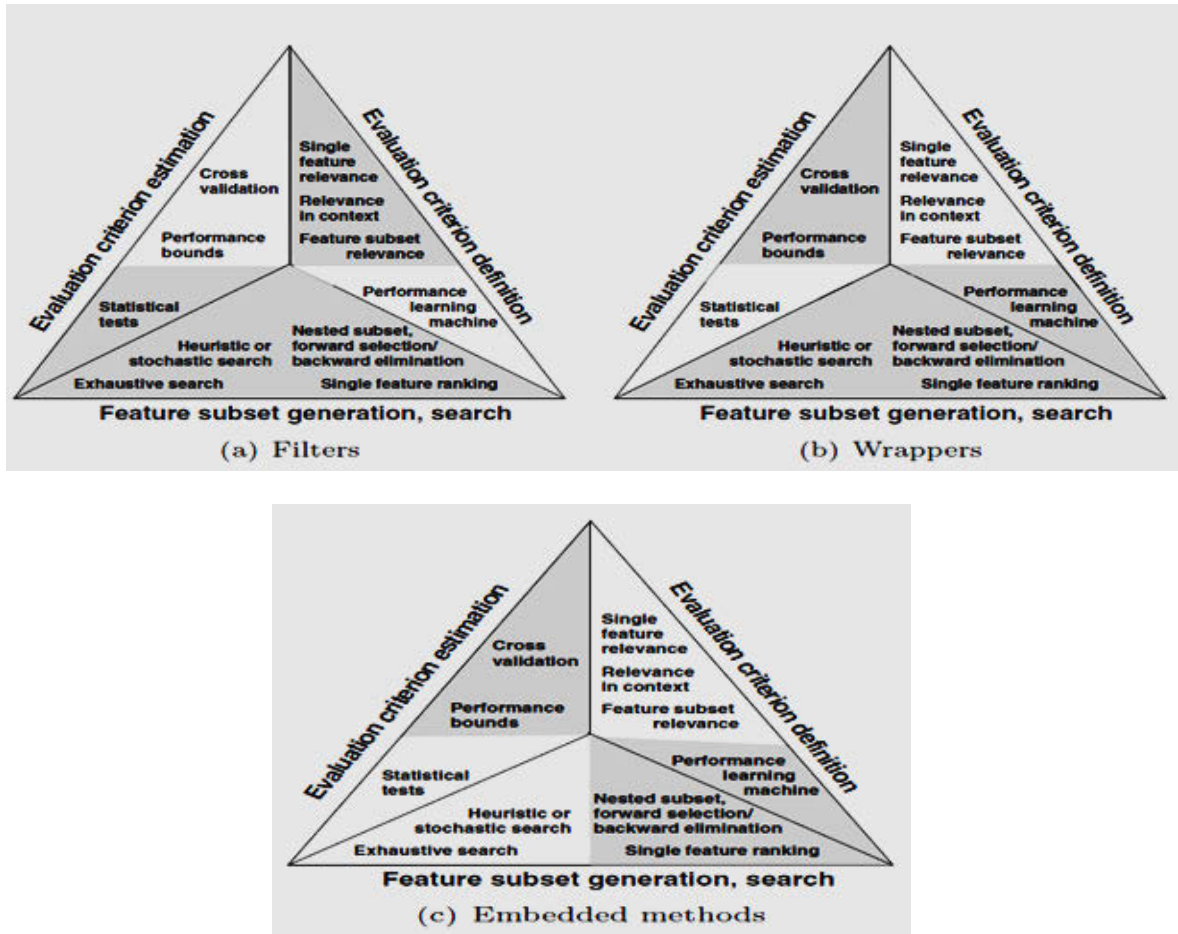 Evaluation criterion estimation
Evaluation criterion definition
Cross
validation
Performance
bounds
Statistical
tests
Single
feature
relevance
Relevance
in context
Feature subset
relevance
Performance
learning
machine
Heuristic or
stochastic search
Exhaustive search
Nested subset,
forward selection/
backward elimination
Single feature ranking
Feature subset generation, search
(a) Filters
Evaluation criterion estimation
Evaluation criterion definition
Cross
validation
Performance
bounds
Statistical
tests
Single
feature
relevance
Relevance
in context
Feature subset
relevance
Performance
learning
machine
Heuristic or
stochastic search
Exhaustive search
Nested subset,
forward selection/
backward elimination
Single feature ranking
Feature subset generation, search
(b) Wrappers
Evaluation criterion estimation
Evaluation criterion definition
Cross
validation
Performance
bounds
Statistical
tests
Single
feature
relevance
Relevance
in context
Feature subset
relevance
Performance
learning
machine
Heuristic or
stochastic search
Exhaustive search
Nested subset,
forward selection/
backward elimination
Single feature ranking
Feature subset generation, search
(c) Embedded methods